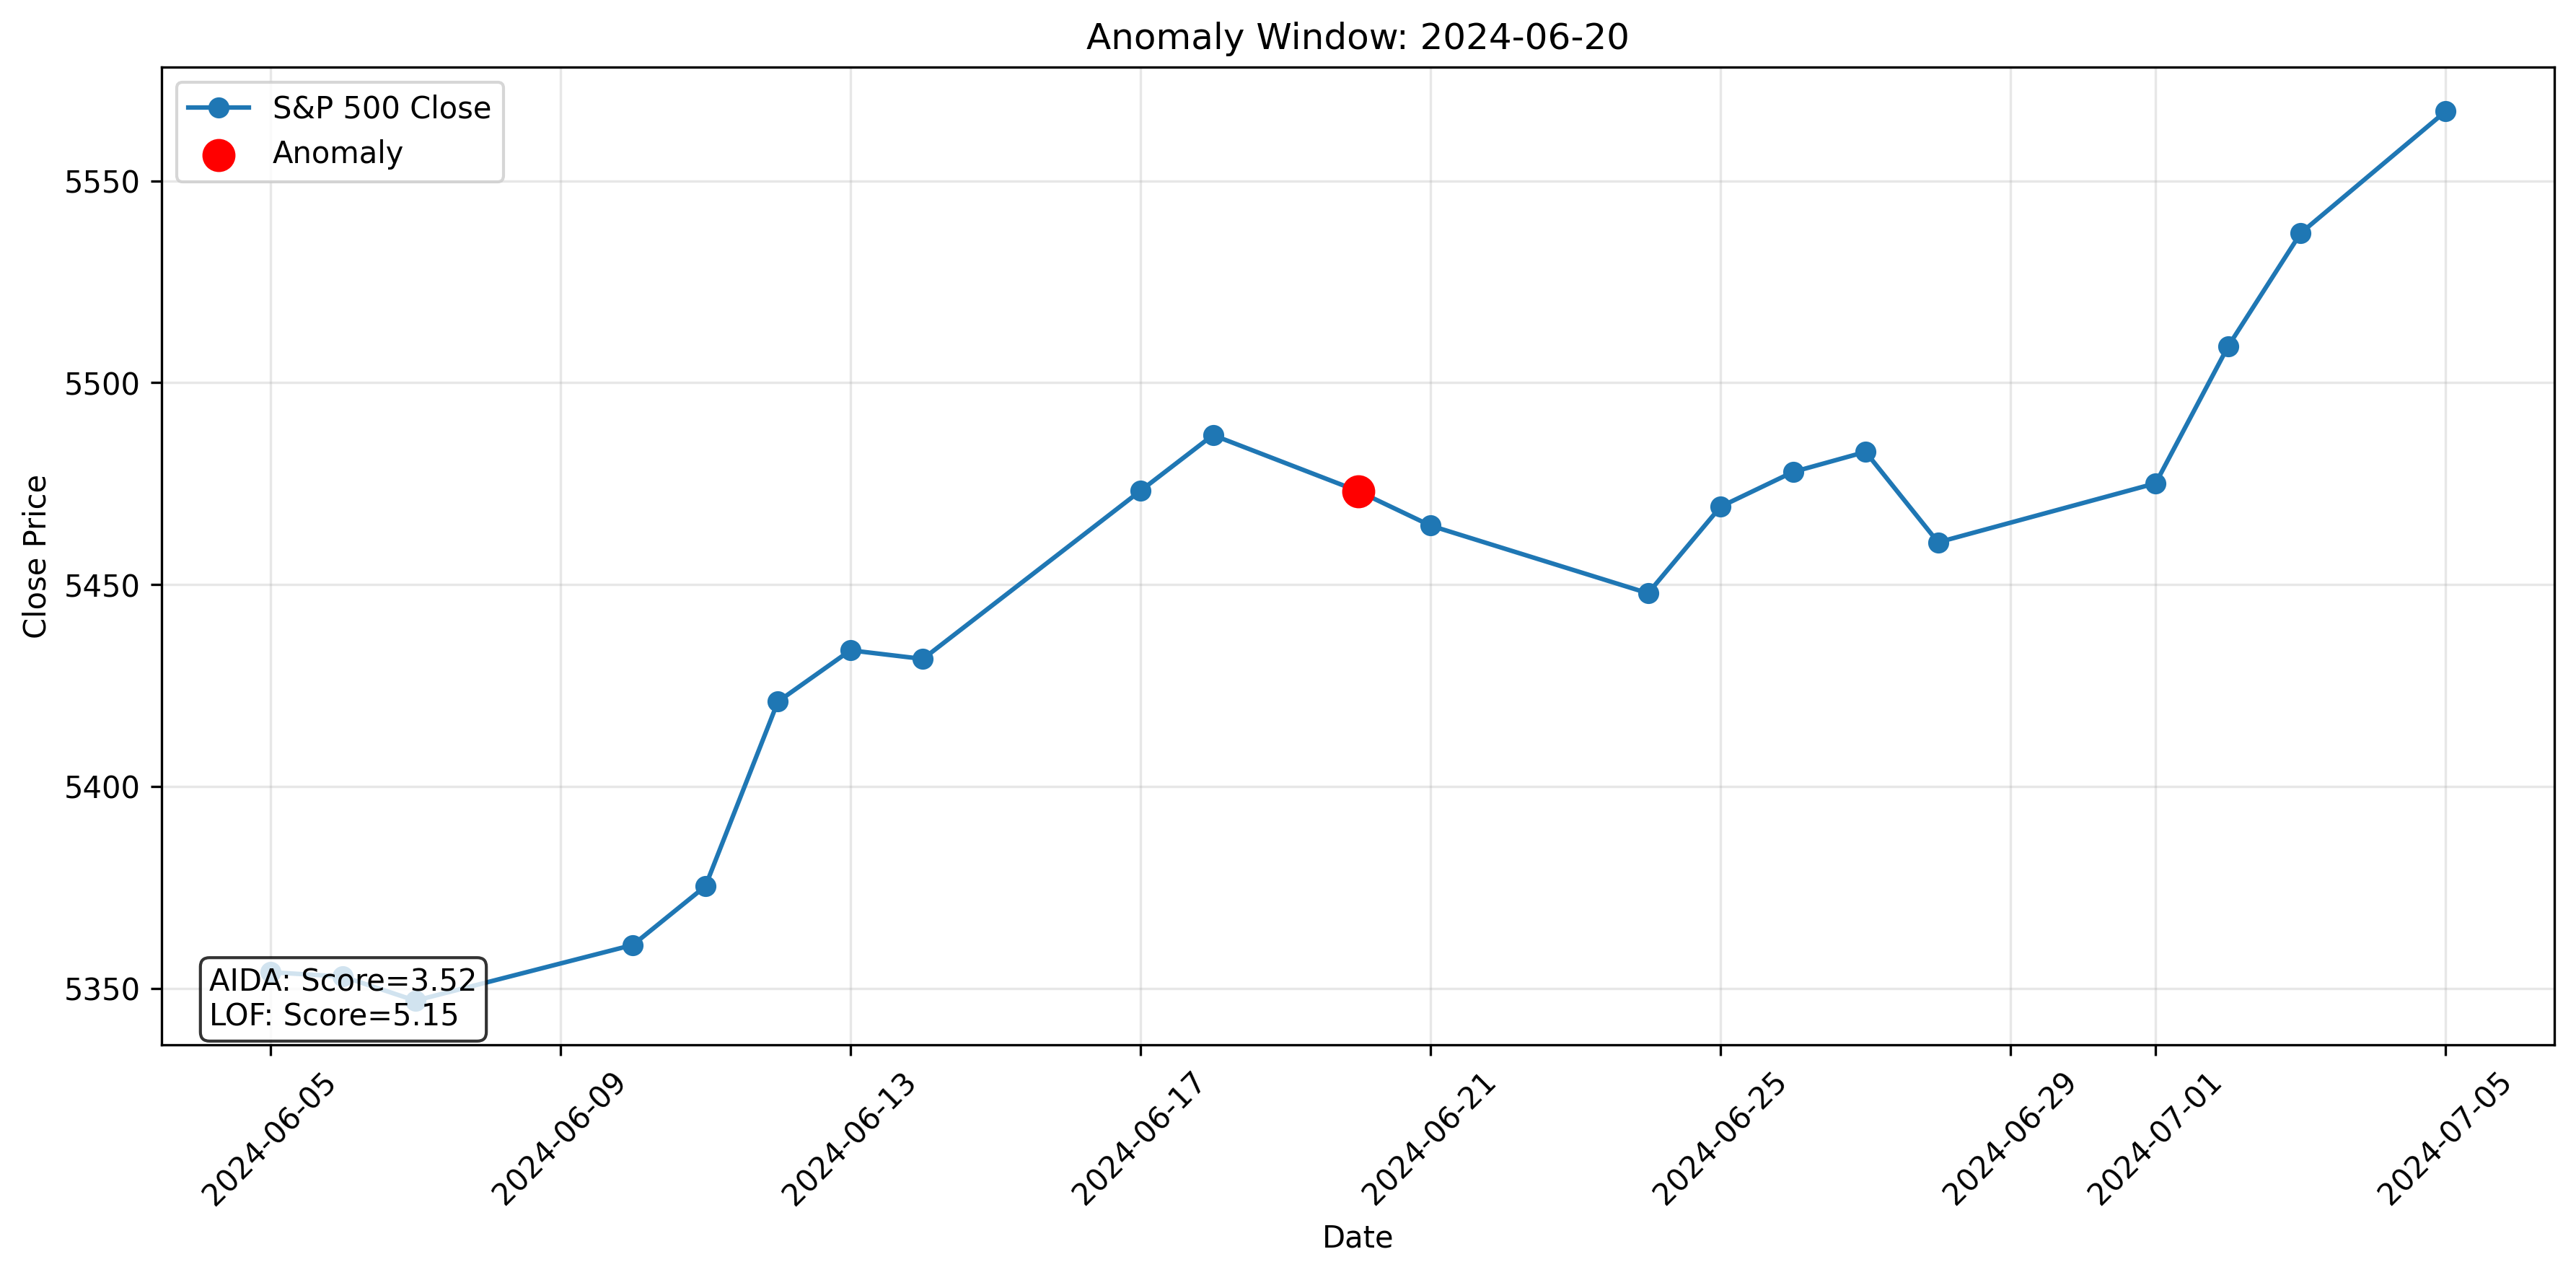 Anomaly Window: 2024-06-20
S&P 500 Close
Anomaly
5550
5500
5450
5400
5350
Close Price
AIDA: Score=3.52
LOF: Score=5.15
2024-06-05
2024-06-09
2024-06-13
2024-06-17
2024-06-21
2024-06-25
2024-06-29
2024-07-01
2024-07-05
Date